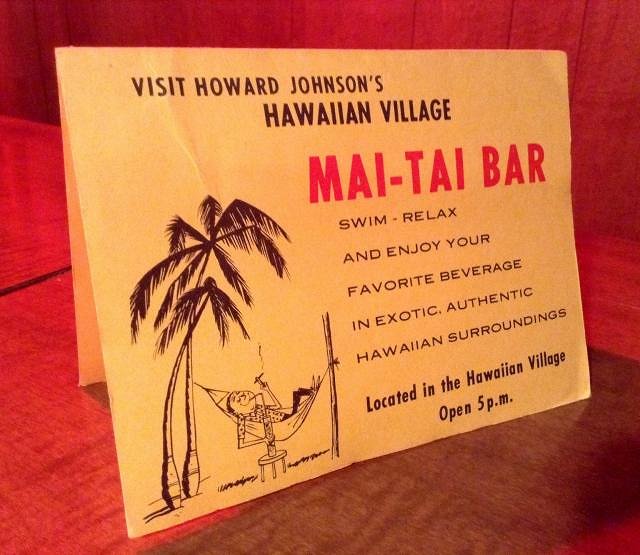 VISIT HOWARD JOHNSON'S
HAWAIIAN VILLAGE
MAI-TAI BAR
SWIM - RELAX
AND ENJOY YOUR
FAVORITE BEVERAGE
IN EXOTIC, AUTHENTIC
HAWAIIAN SURROUNDINGS
Located in the Hawaiian Village
Open 5 p.m.